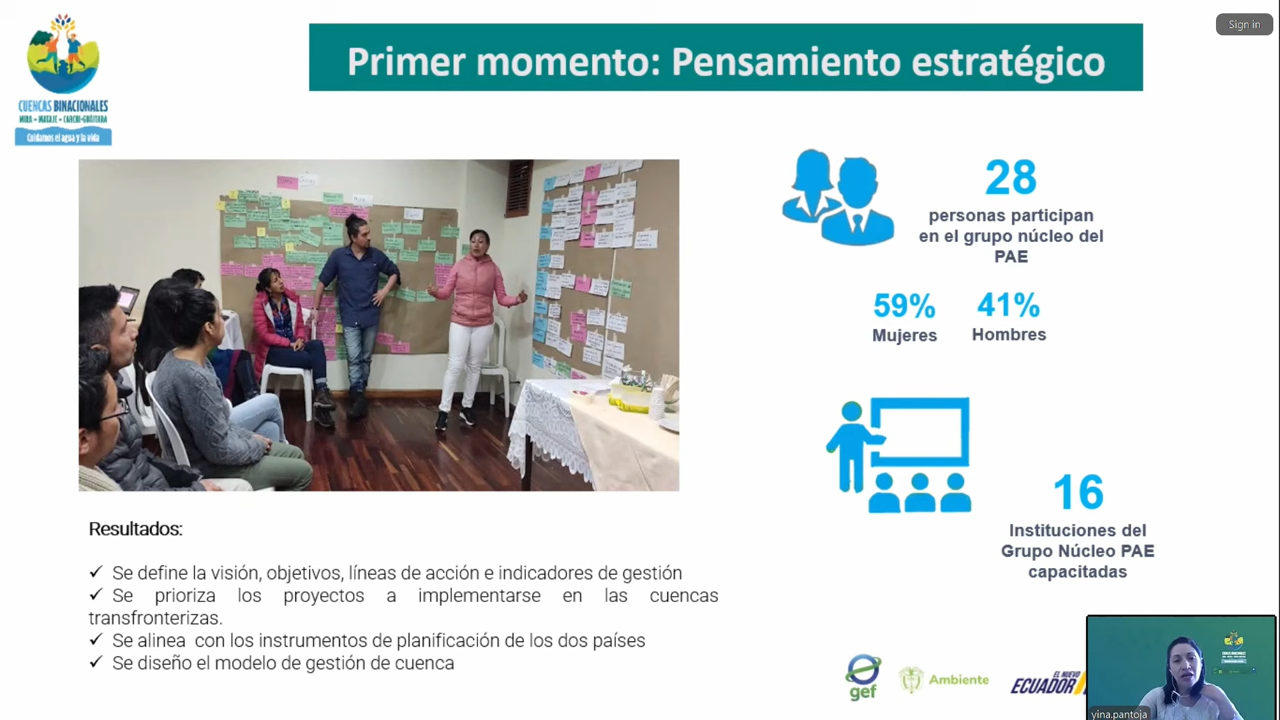 Sign in
CUENCAS BINACIONALES
MIRA • MATAJE • CARCHI-GUÁITARA
Cuidamos el agua y la vida
Primer momento: Pensamiento estratégico
28
personas participan
en el grupo núcleo del
PAE
59%
Mujeres
41%
Hombres
16
Instituciones del
Grupo Núcleo PAE
capacitadas
Resultados:
✓ Se define la visión, objetivos, líneas de acción e indicadores de gestión
✓ Se prioriza los proyectos a implementarse en las cuencas
transfronterizas.
✓ Se alinea con los instrumentos de planificación de los dos países
✓ Se diseño el modelo de gestión de cuenca
gef
Ambiente
EL NUEVO
ECUADOR
yina.pantoja